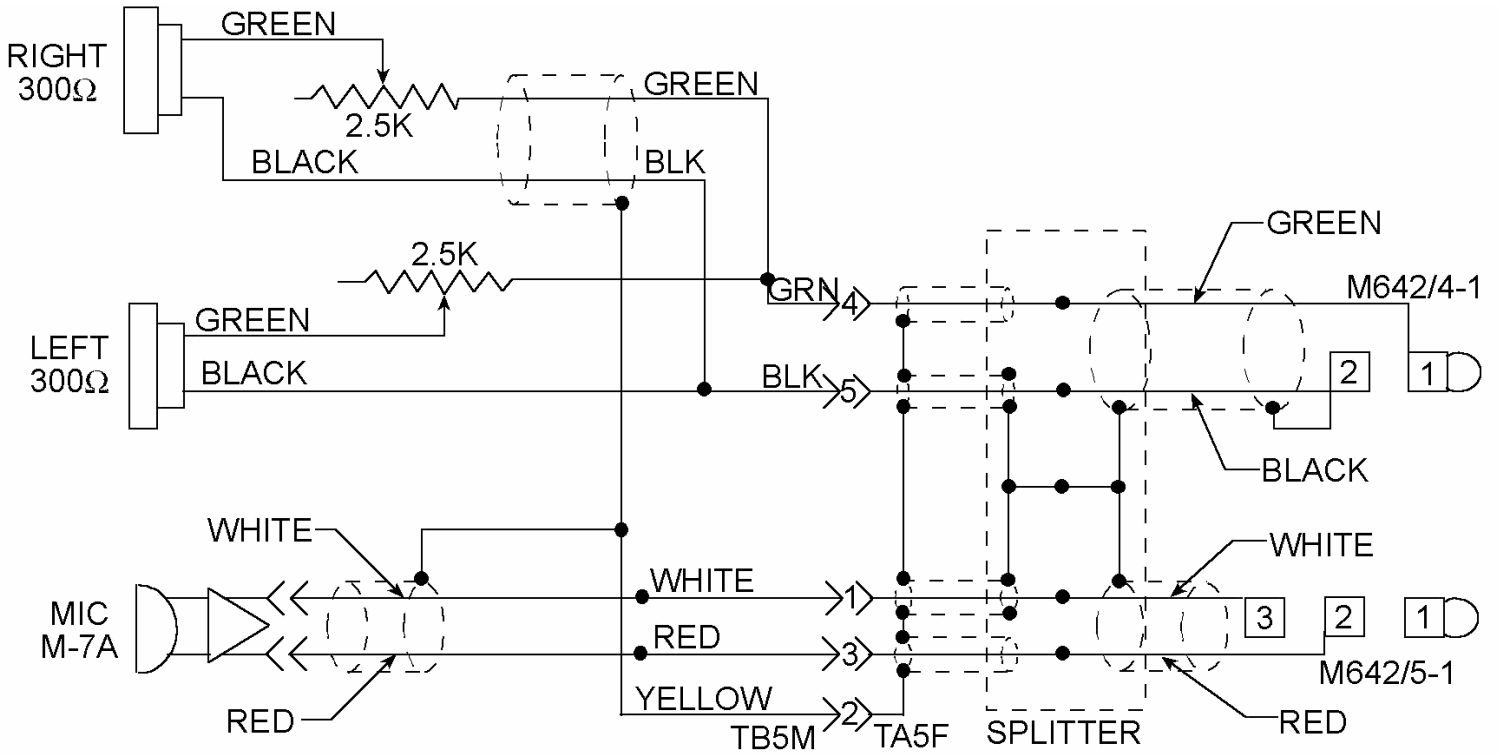 RIGHT
300Ω
GREEN
2.5K
GREEN
BLACK
BLK
2.5K
GRN
4
GREEN
M642/4-1
LEFT
300Ω
GREEN
BLACK
BLK
5
2
1
BLACK
WHITE
WHITE
MIC
M-7A
WHITE
1
3
2
1
RED
3
M642/5-1
RED
YELLOW
2
TB5M
TA5F
SPLITTER
RED